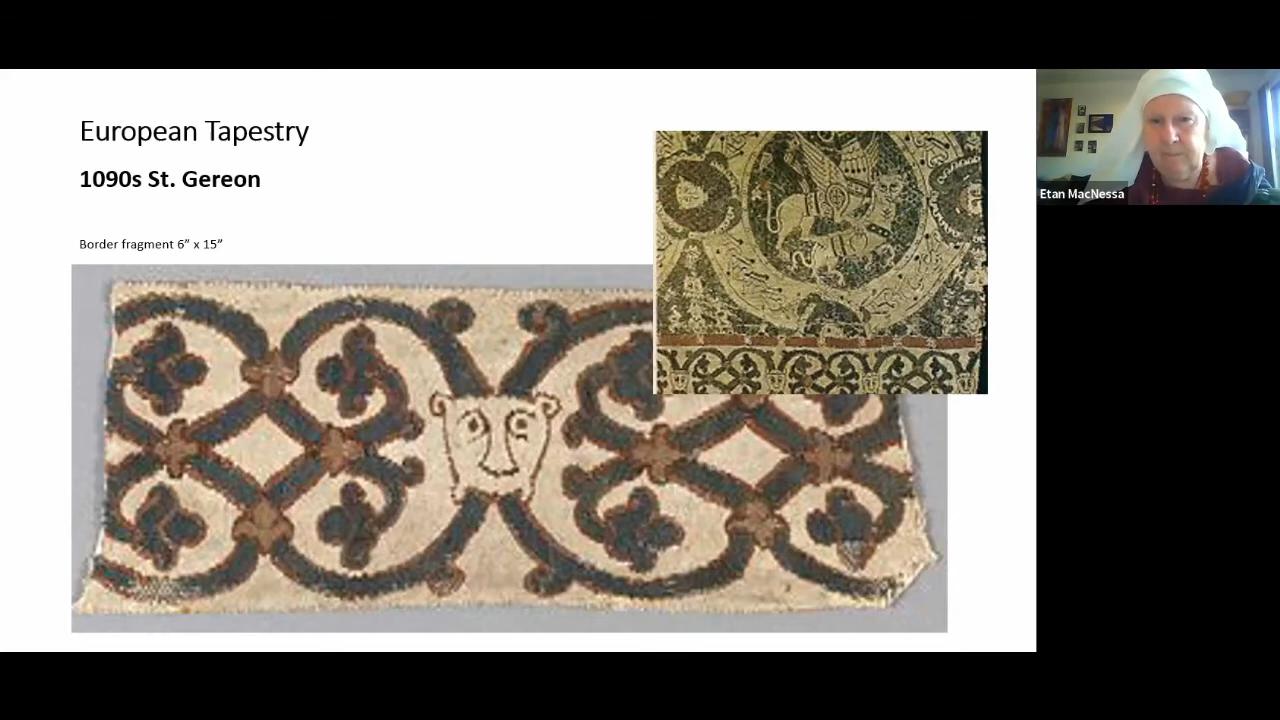 European Tapestry
1090s St. Gereon
Border fragment 6” x 15”
Etan MacNessa